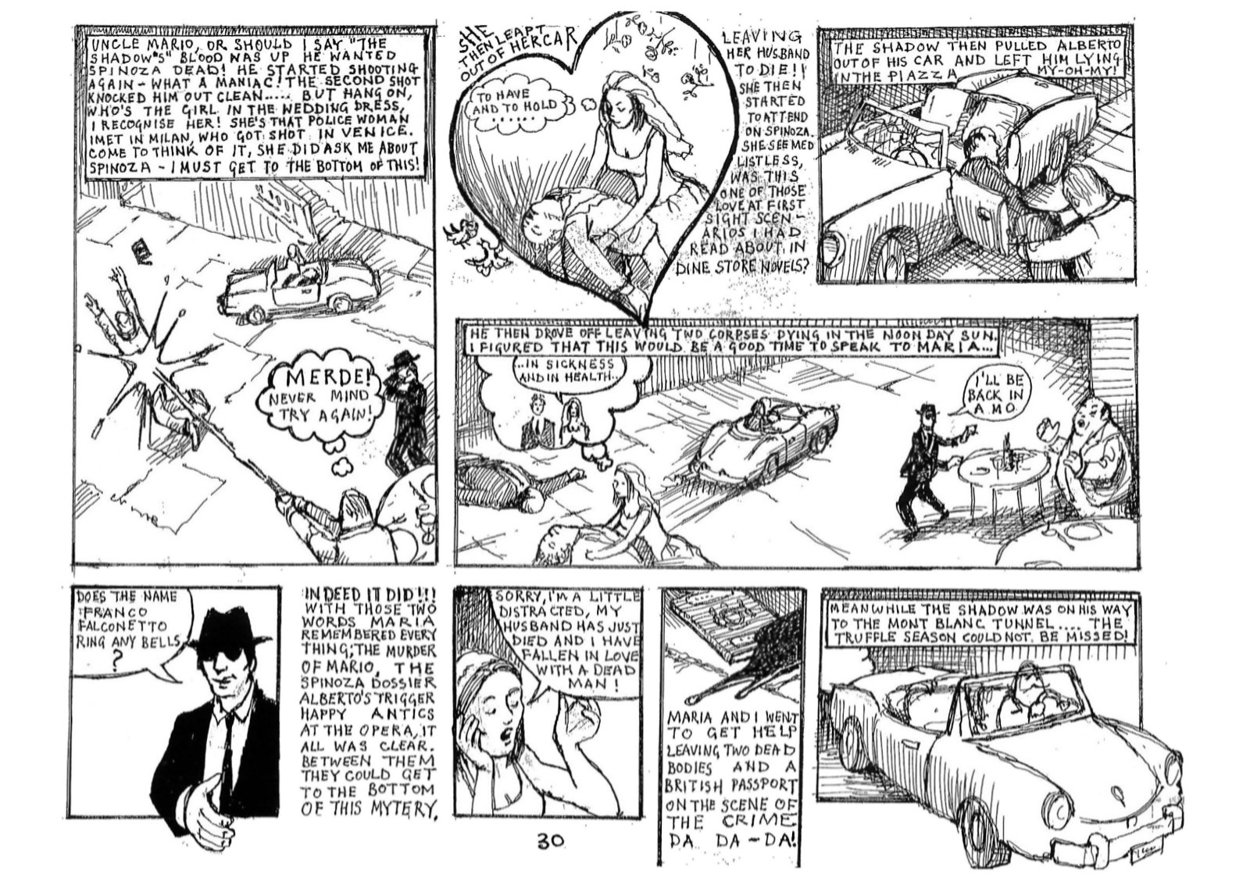 UNCLE MARIO, OR SHOULD I SAY "THE
SHADOW"S" BLOOD WAS UP HE WANTED
SPINOZA DEAD! HE STARTED SHOOTING
AGAIN - WHAT A MANIAC! THE SECOND SHOT
KNOCKED HIM OUT CLEAN..... BUT HANG ON,
WHO'S THE GIRL IN THE WEDDING DRESS,
I RECOGNISE HER! SHE'S THAT POLICE WOMAN
I MET IN MILAN, WHO GOT SHOT IN VENICE.
COME TO THINK OF IT, SHE DID ASK ME ABOUT
SPINOZA - I MUST GET TO THE BOTTOM OF THIS!
MERDE!
NEVER MIND
TRY AGAIN!
SHE
THEN LEAPT
OUT OF HER CAR
TO HAVE
AND TO HOLD
......
LEAVING
HER HUSBAND
TO DIE!!
SHE THEN
STARTED
TO ATTEND
ON SPINOZA.
SHE SEEMED
LISTLESS,
WAS THIS
ONE OF THOSE
LOVE AT FIRST
SIGHT SCEN-
ARIOS I HAD
READ ABOUT IN
DINE STORE NOVELS?
THE SHADOW THEN PULLED ALBERTO
OUT OF HIS CAR AND LEFT HIM LYING
IN THE PIAZZA MY-OH-MY!
HE THEN DROVE OFF LEAVING TWO CORPSES DYING IN THE NOON DAY SUN.
I FIGURED THAT THIS WOULD BE A GOOD TIME TO SPEAK TO MARIA...
...IN SICKNESS
AND IN HEALTH...
I'LL BE
BACK IN
A MO.
DOES THE NAME
FRANCO
FALCONETTO
RING ANY BELLS
?
INDEED IT DID!!!
WITH THOSE TWO
WORDS MARIA
REMEMBERED EVERY
THING; THE MURDER
OF MARIO, THE
SPINOZA DOSSIER
ALBERTO'S TRIGGER
HAPPY ANTICS
AT THE OPERA, IT
ALL WAS CLEAR.
BETWEEN THEM
THEY COULD GET
TO THE BOTTOM
OF THIS MYTERY.
SORRY, I'M A LITTLE
DISTRACTED, MY
HUSBAND HAS JUST
DIED AND I HAVE
FALLEN IN LOVE
WITH A DEAD
MAN!
MARIA AND I WENT
TO GET HELP
LEAVING TWO DEAD
BODIES AND A
BRITISH PASSPORT
ON THE SCENE OF
THE CRIME
DA DA-DA!
MEANWHILE THE SHADOW WAS ON HIS WAY
TO THE MONT BLANC TUNNEL.... THE
TRUFFLE SEASON COULD NOT BE MISSED!
30